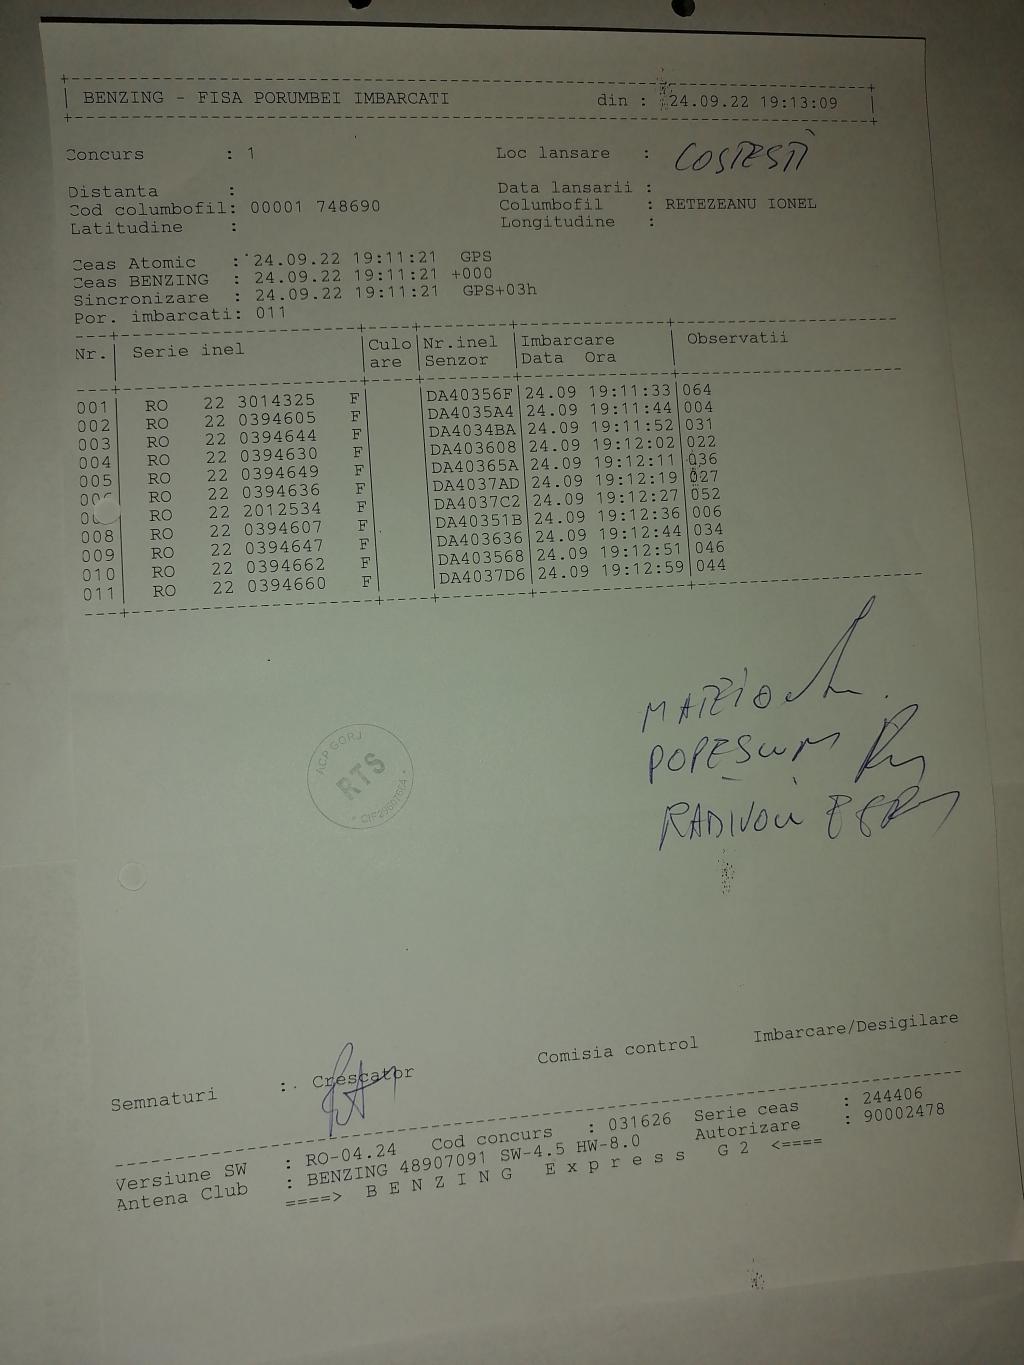 BENZING - FISA PORUMBEI IMBARCATI din : 24.09.22 19:13:09
Concurs : 1 Loc lansare : COSTESTI
Distanta : Data lansarii :
Cod columbofil: 00001 748690 Columbofil : RETEZEANU IONEL
Latitudine : Longitudine :
Ceas Atomic : 24.09.22 19:11:21 GPS
Ceas BENZING : 24.09.22 19:11:21 +000
Sincronizare : 24.09.22 19:11:21 GPS+03h
Por. imbarcati: 011
Nr. Serie inel Culo Nr.inel Imbarcare Observatii
are Senzor Data Ora
001 RO 22 3014325 F DA40356F 24.09 19:11:33 064
002 RO 22 0394605 F DA4035A4 24.09 19:11:44 004
003 RO 22 0394644 F DA4034BA 24.09 19:11:52 031
004 RO 22 0394630 F DA403608 24.09 19:12:02 022
005 RO 22 0394649 F DA40365A 24.09 19:12:11 036
RO 22 0394636 F DA4037AD 24.09 19:12:19 027
RO 22 2012534 F DA4037C2 24.09 19:12:27 052
008 RO 22 0394607 F DA40351B 24.09 19:12:36 006
009 RO 22 0394647 F DA403636 24.09 19:12:44 034
010 RO 22 0394662 F DA403568 24.09 19:12:51 046
011 RO 22 0394660 F DA4037D6 24.09 19:12:59 044
POPESCU M
ACP GORJ
RTS
Semnaturi : . Crescator Comisia control Imbarcare/Desigilare
Versiune SW : RO-04.24 Cod concurs : 031626 Serie ceas : 244406
Antena Club : BENZING 48907091 SW-4.5 HW-8.0 Autorizare : 90002478
====> B E N Z I N G E x p r e s s G 2 <====